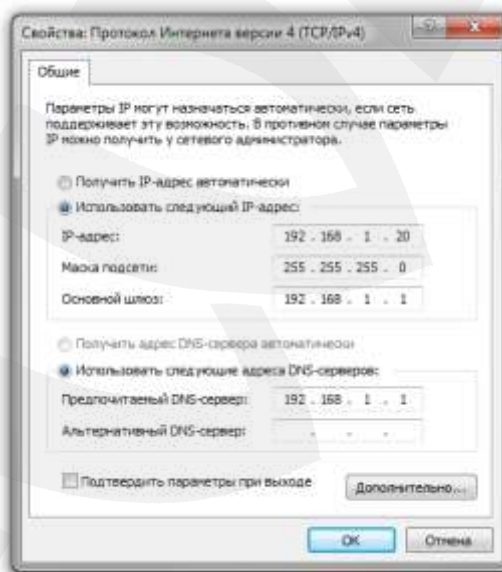 Свойства: Протокол Интернета версии 4 (TCP/IPv4)
Общие
Параметры IP могут назначаться автоматически, если сеть
поддерживает эту возможность. В противном случае параметры
IP можно получить у сетевого администратора.
Получить IP-адрес автоматически
Использовать следующий IP-адрес:
IP-адрес: 192 . 168 . 1 . 20
Маска подсети: 255 . 255 . 255 . 0
Основной шлюз: 192 . 168 . 1 . 1
Получить адрес DNS-сервера автоматически
Использовать следующие адреса DNS-серверов:
Предпочитаемый DNS-сервер: 192 . 168 . 1 . 1
Альтернативный DNS-сервер: . . .
Подтвердить параметры при выходе
Дополнительно...
OK Отмена